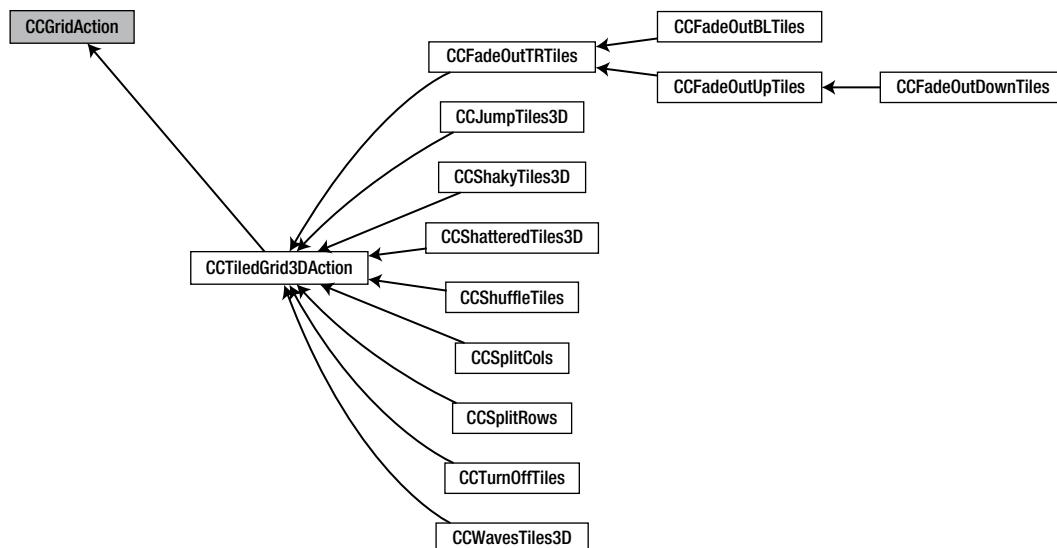 CCGridAction
CCFadeOutBLTiles
CCFadeOutTRTiles
CCFadeOutUpTiles
CCFadeOutDownTiles
CCJumpTiles3D
CCShakyTiles3D
CCShatteredTiles3D
CCTiledGrid3DAction
CCShuffleTiles
CCSplitCols
CCSplitRows
CCTurnOffTiles
CCWavesTiles3D